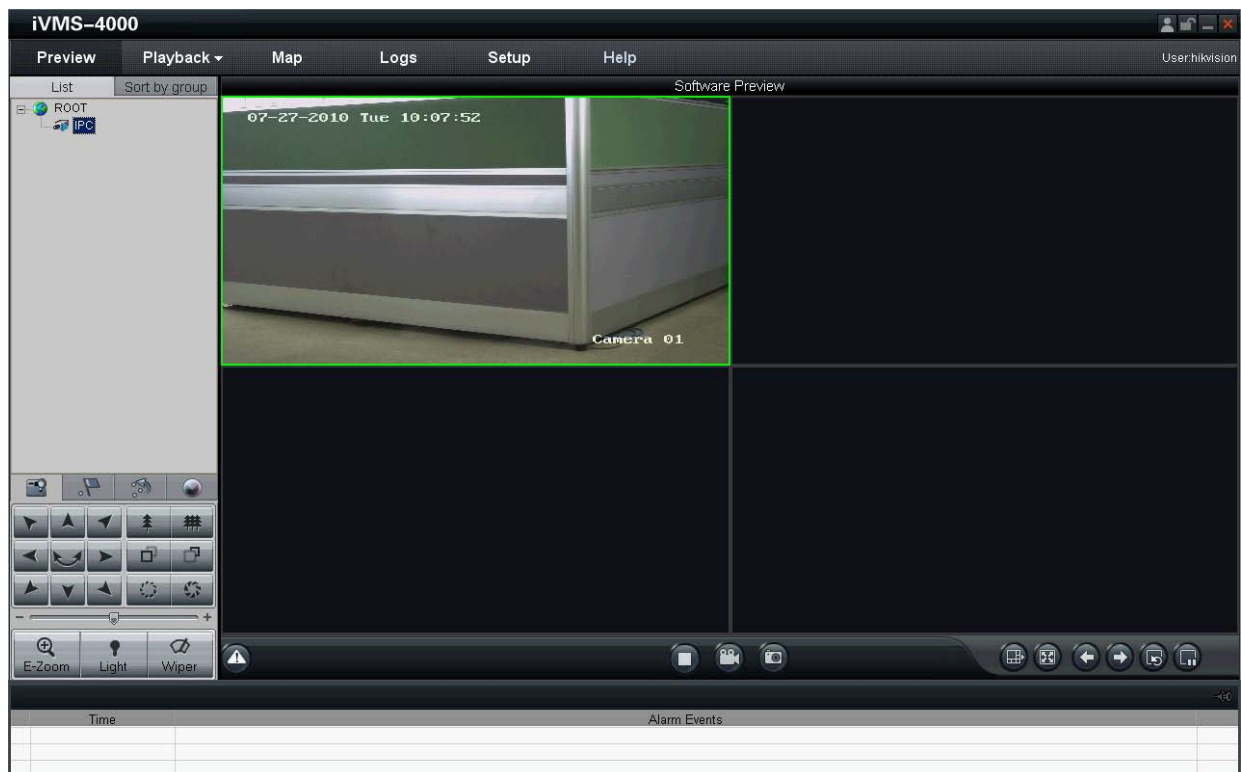 iVMS-4000
Preview Playback Map Logs Setup Help User:hikvision
List Sort by group Software Preview
ROOT
IPC
07-27-2010 Tue 10:07:52
Camera 01
- +
E-Zoom Light Wiper
Time Alarm Events